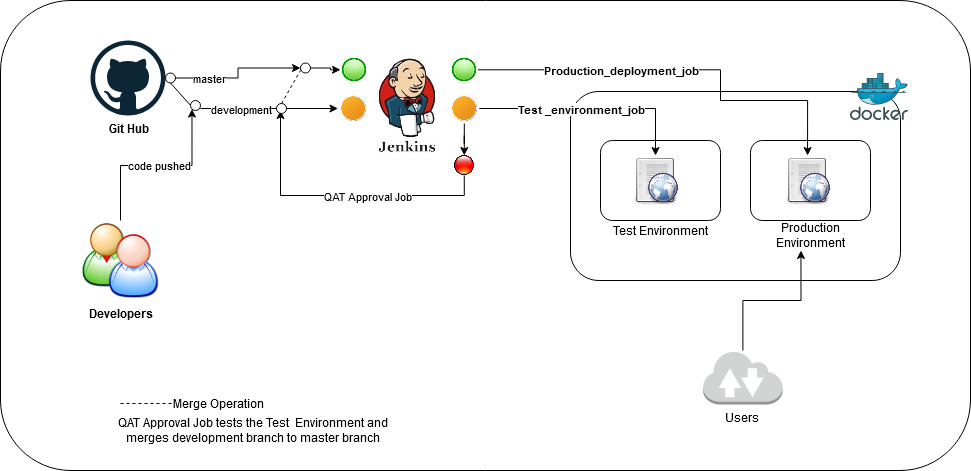 master
Production_deployment_job
docker
development
Test _environment_job
Git Hub
Jenkins
code pushed
QAT Approval Job
Test Environment
Production
Environment
Developers
Users
Merge Operation
QAT Approval Job tests the Test  Environment and
merges development branch to master branch